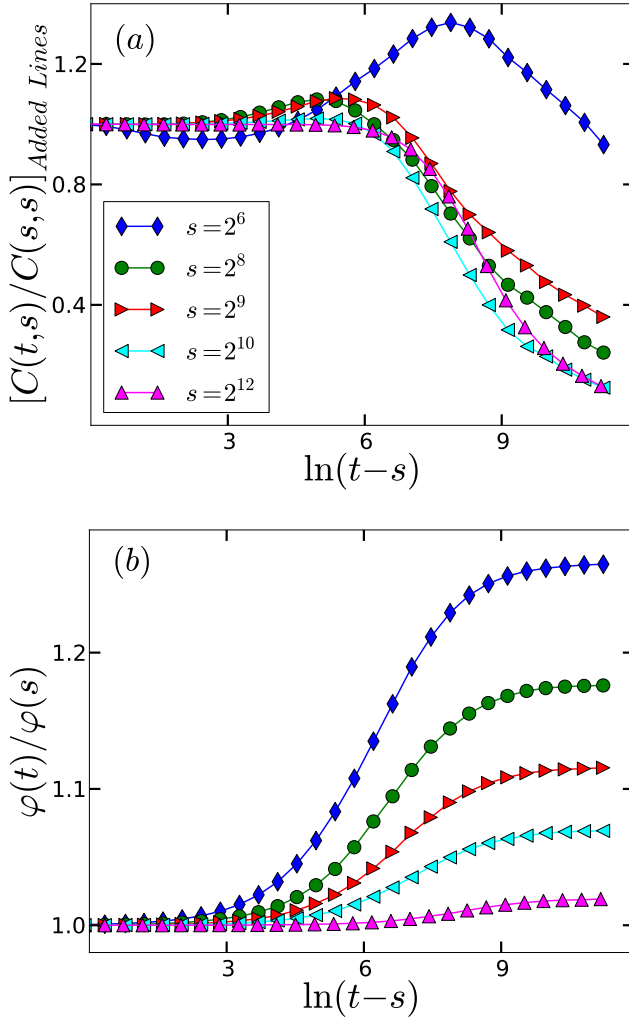 (a)
[C(t,s)/C(s,s)]_{Added Lines}
1.2
0.8
0.4
s=2^6
s=2^8
s=2^9
s=2^{10}
s=2^{12}
3 6 9
ln(t−s)
(b)
φ(t)/φ(s)
1.2
1.1
1.0
3 6 9
ln(t−s)